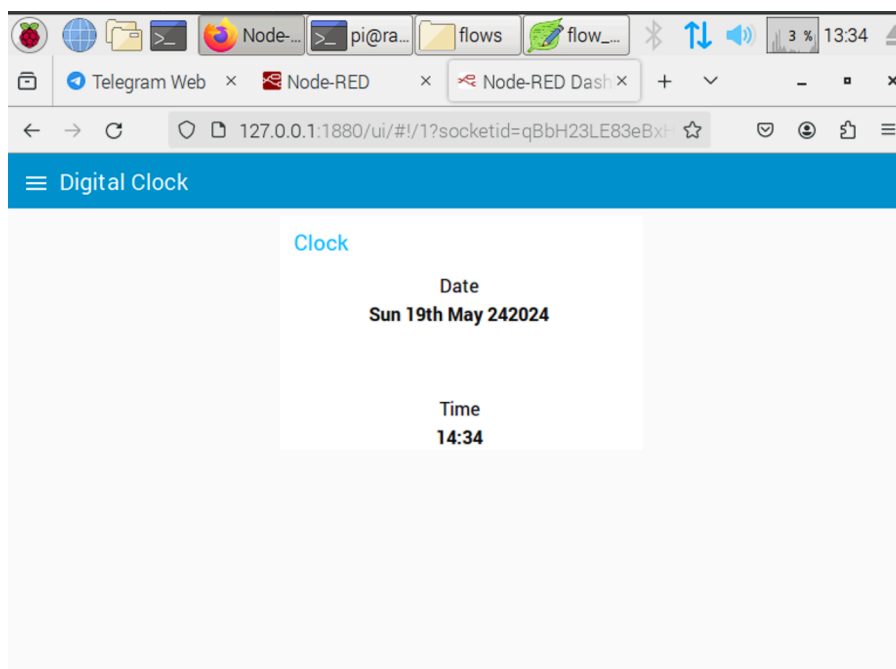 Node-... pi@ra... flows flow_... 3 % 13:34
Telegram Web Node-RED Node-RED Dash
127.0.0.1:1880/ui/#!/1?socketid=qBbH23LE83eBxH
Digital Clock
Clock
Date
Sun 19th May 242024
Time
14:34